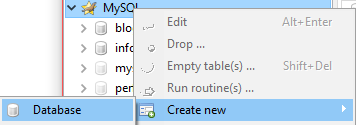 MySQL
blo
Edit Alt+Enter
info
Drop ...
mys
Empty table(s) ... Shift+Del
per
Run routine(s) ...
Database
Create new